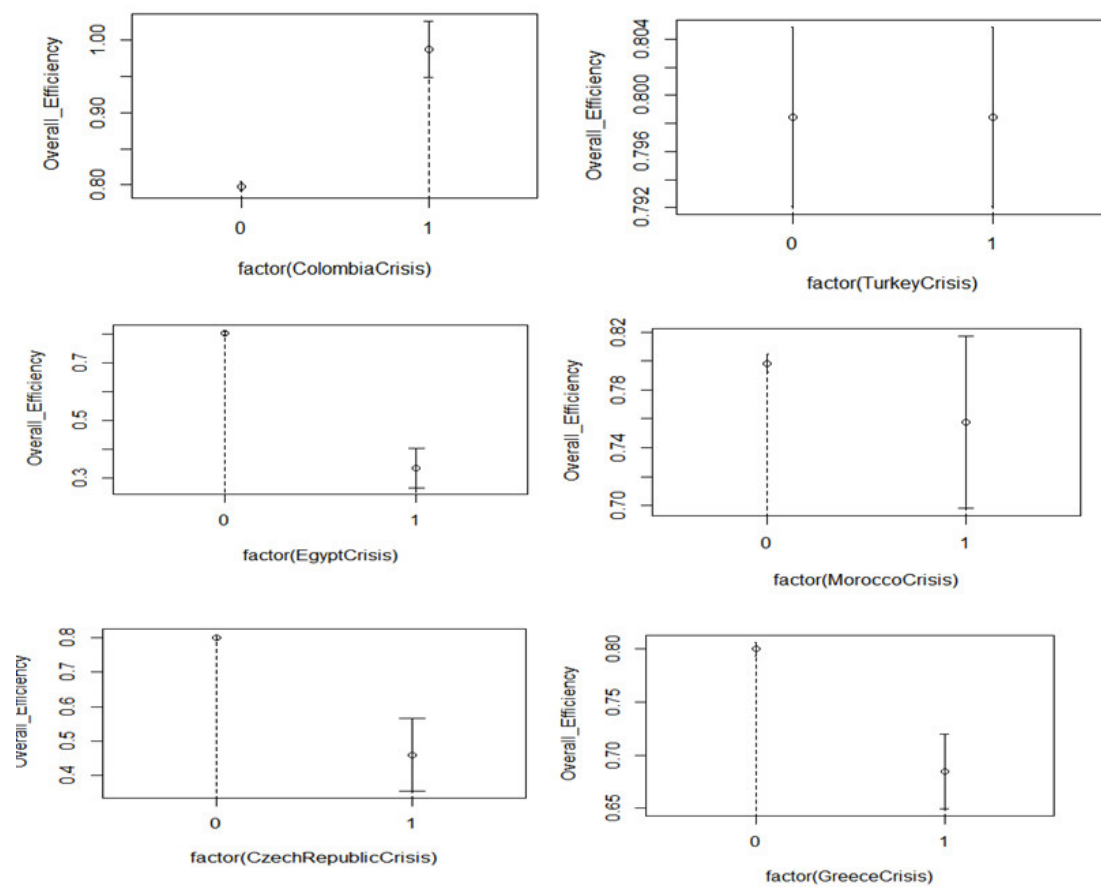 Overall_Efficiency
1.00
0.90
0.80
0
1
factor(ColombiaCrisis)
Overall_Efficiency
0.804
0.800
0.796
0.792
0
1
factor(TurkeyCrisis)
Overall_Efficiency
0.7
0.5
0.3
0
1
factor(EgyptCrisis)
Overall_Efficiency
0.82
0.78
0.74
0.70
0
1
factor(MoroccoCrisis)
Overall_Efficiency
0.8
0.7
0.6
0.5
0.4
0
1
factor(CzechRepublicCrisis)
Overall_Efficiency
0.80
0.75
0.70
0.65
0
1
factor(GreeceCrisis)